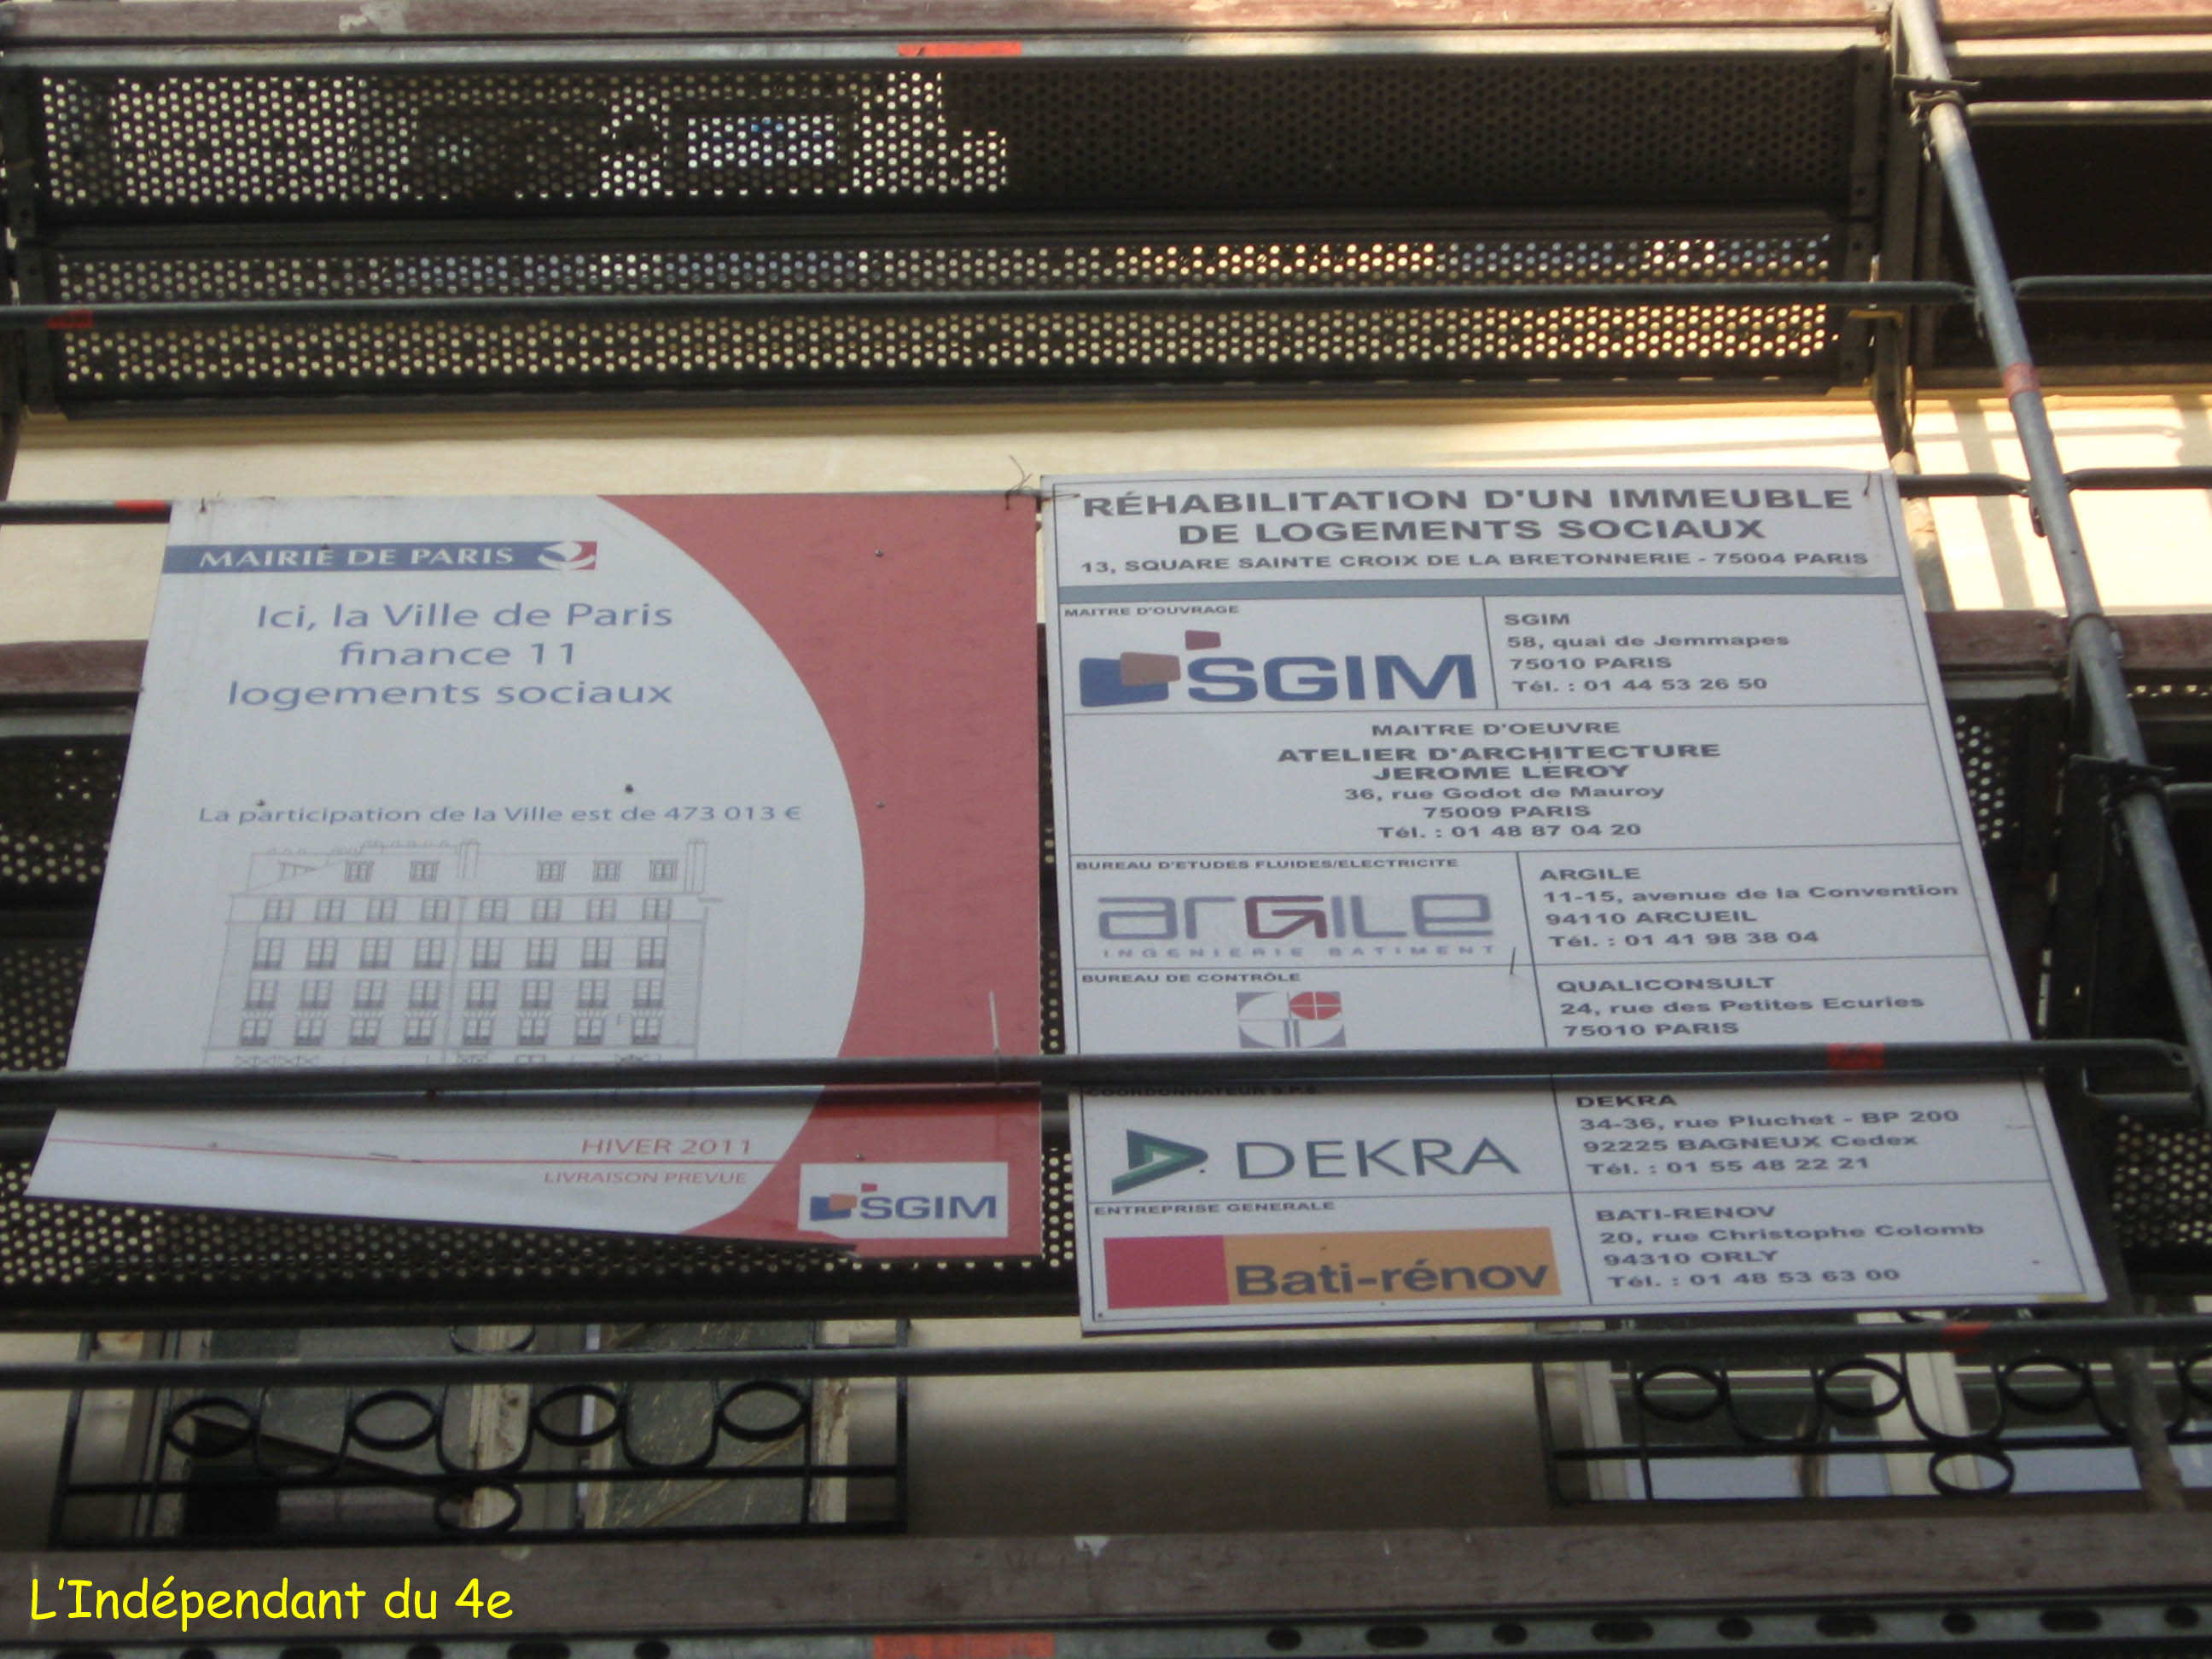 MAIRIE DE PARIS
Ici, la Ville de Paris
finance 11
logements sociaux
La participation de la Ville est de 473 013 €
HIVER 2011
LIVRAISON PREVUE
SGIM
RÉHABILITATION D'UN IMMEUBLE
DE LOGEMENTS SOCIAUX
13, SQUARE SAINTE CROIX DE LA BRETONNERIE - 75004 PARIS
MAITRE D'OUVRAGE
SGIM
SGIM
58, quai de Jemmapes
75010 PARIS
Tél. : 01 44 53 26 50
MAITRE D'OEUVRE
ATELIER D'ARCHITECTURE
JEROME LEROY
36, rue Godot de Mauroy
75009 PARIS
Tél. : 01 48 87 04 20
BUREAU D'ETUDES FLUIDES/ELECTRICITE
arGILe
INGENIERIE BATIMENT
ARGILE
11-15, avenue de la Convention
94110 ARCUEIL
Tél. : 01 41 98 38 04
BUREAU DE CONTRÔLE
QUALICONSULT
24, rue des Petites Ecuries
75010 PARIS
COORDONNATEUR S.P.S.
DEKRA
DEKRA
34-36, rue Pluchet - BP 200
92225 BAGNEUX Cedex
Tél. : 01 55 48 22 21
ENTREPRISE GENERALE
Bati-rénov
BATI-RENOV
20, rue Christophe Colomb
94310 ORLY
Tél. : 01 48 53 63 00
L'Indépendant du 4e